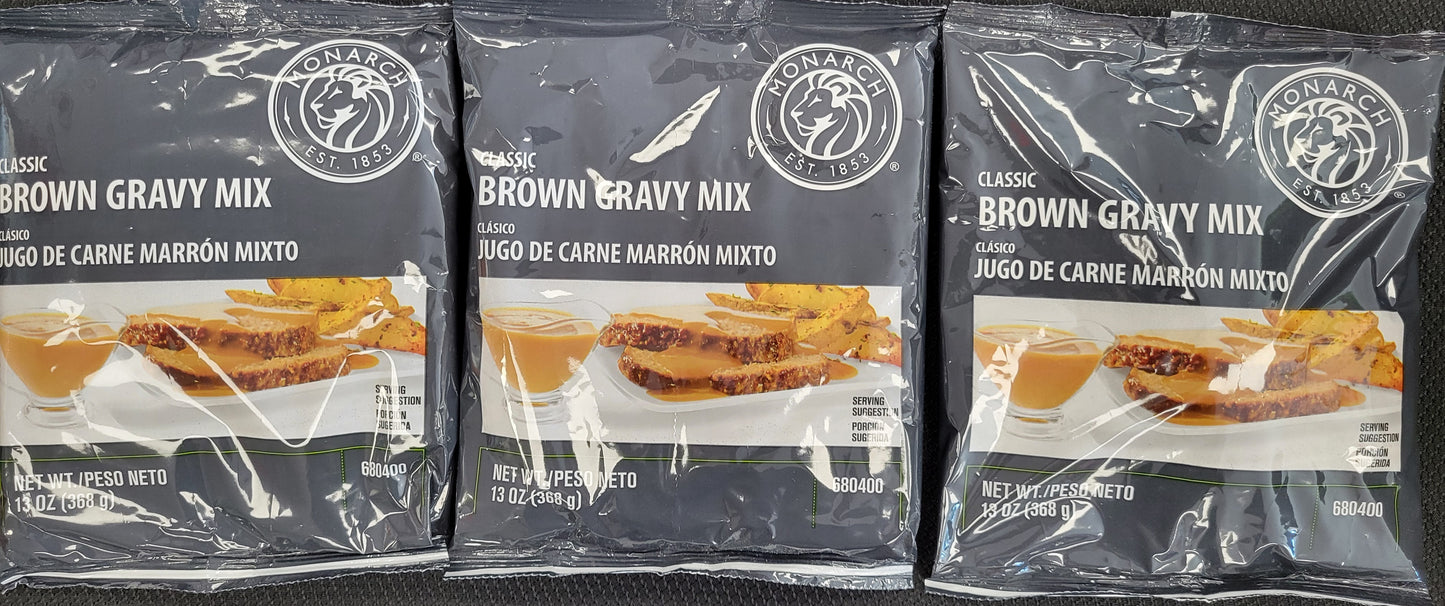 MONARCH
EST. 1853
®
CLASSIC
BROWN GRAVY MIX
CLÁSICO
JUGO DE CARNE MARRÓN MIXTO
SERVING
SUGGESTION
PORCIÓN
SUGERIDA
NET WT./PESO NETO
13 OZ (368 g)
680400
MONARCH
EST. 1853
®
CLASSIC
BROWN GRAVY MIX
CLÁSICO
JUGO DE CARNE MARRÓN MIXTO
SERVING
SUGGESTION
PORCIÓN
SUGERIDA
NET WT./PESO NETO
13 OZ (368 g)
680400
MONARCH
EST. 1853
®
CLASSIC
BROWN GRAVY MIX
CLÁSICO
JUGO DE CARNE MARRÓN MIXTO
SERVING
SUGGESTION
PORCIÓN
SUGERIDA
NET WT./PESO NETO
13 OZ (368 g)
680400